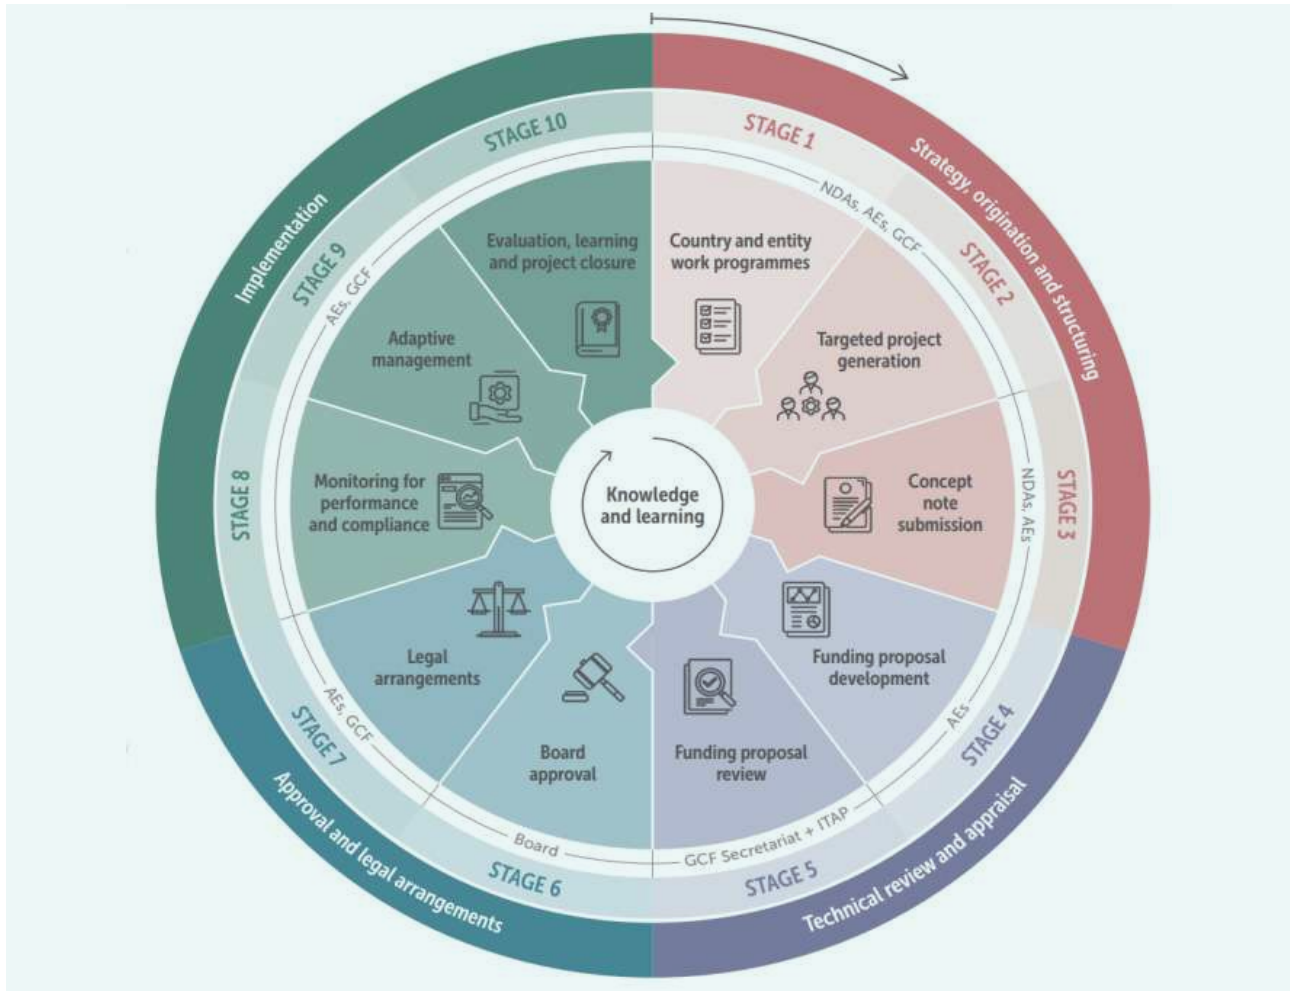 STAGE 1
STAGE 2
STAGE 3
STAGE 4
STAGE 5
STAGE 6
STAGE 7
STAGE 8
STAGE 9
STAGE 10
Strategy, origination and structuring
Technical review and appraisal
Approval and legal arrangements
Implementation
NDAs, AEs, GCF
NDAs, AEs
AEs
GCF Secretariat + ITAP
Board
AEs, GCF
AEs, GCF
Country and entity
work programmes
Targeted project
generation
Concept
note
submission
Funding proposal
development
Funding proposal
review
Board
approval
Legal
arrangements
Monitoring for
performance
and compliance
Adaptive
management
Evaluation, learning
and project closure
Knowledge
and learning